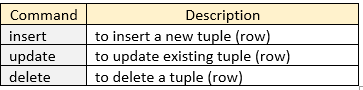 Command Description
insert to insert a new tuple (row)
update to update existing tuple (row)
delete to delete a tuple (row)